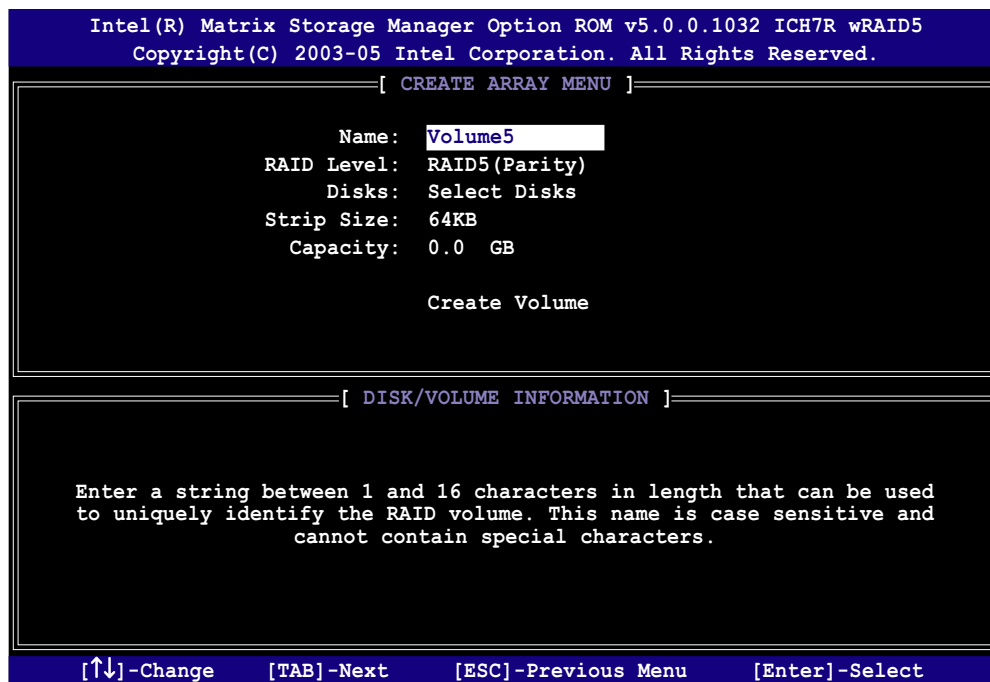 Intel(R) Matrix Storage Manager Option ROM v5.0.0.1032 ICH7R wRAID5
Copyright(C) 2003-05 Intel Corporation. All Rights Reserved.
[ CREATE ARRAY MENU ]
Name: Volume5
RAID Level: RAID5(Parity)
Disks: Select Disks
Strip Size: 64KB
Capacity: 0.0 GB
Create Volume
[ DISK/VOLUME INFORMATION ]
Enter a string between 1 and 16 characters in length that can be used
to uniquely identify the RAID volume. This name is case sensitive and
cannot contain special characters.
[↑↓]-Change [TAB]-Next [ESC]-Previous Menu [Enter]-Select